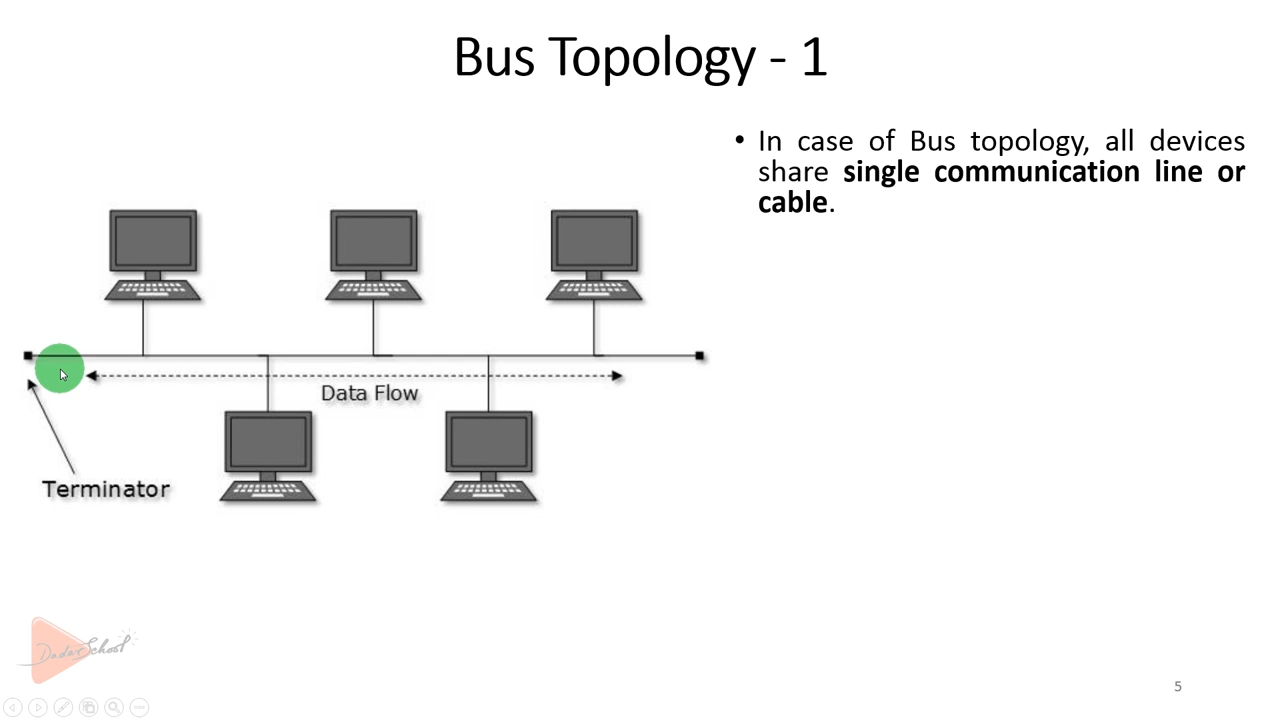 Bus Topology - 1
• In case of Bus topology, all devices
share single communication line or
cable.
Data Flow
Terminator
DadarSchool
5